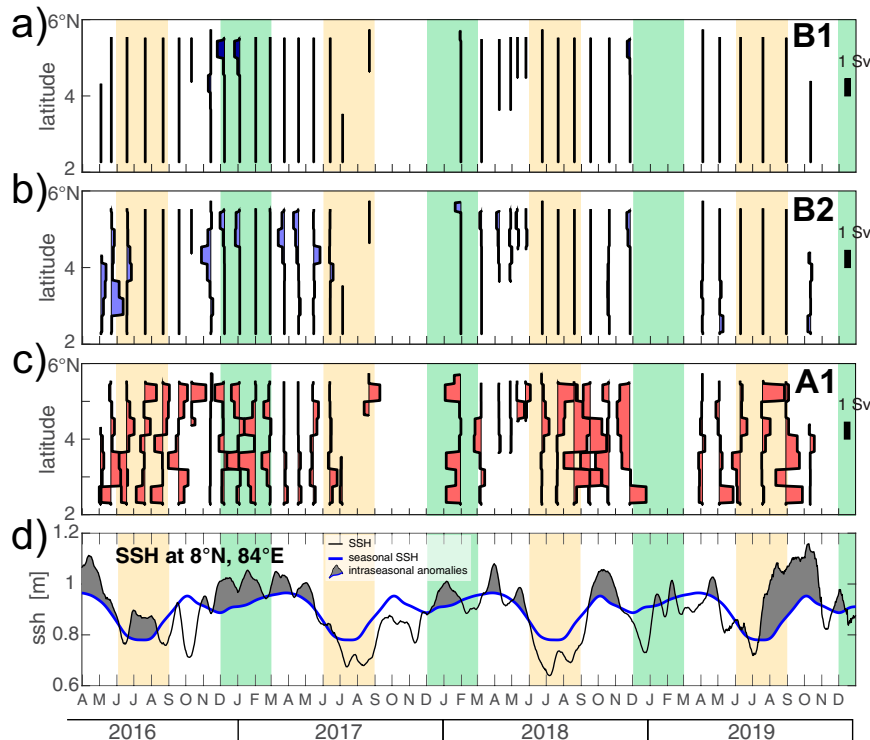 a)
6°N
4
2
latitude
B1
1 Sv
b)
6°N
4
2
latitude
B2
1 Sv
c)
6°N
4
2
latitude
A1
1 Sv
d)
1.2
1
0.8
0.6
ssh [m]
SSH at 8°N, 84°E
SSH
seasonal SSH
intraseasonal anomalies
A M J J A S O N D J F M A M J J A S O N D J F M A M J J A S O N D J F M A M J J A S O N D
2016 2017 2018 2019